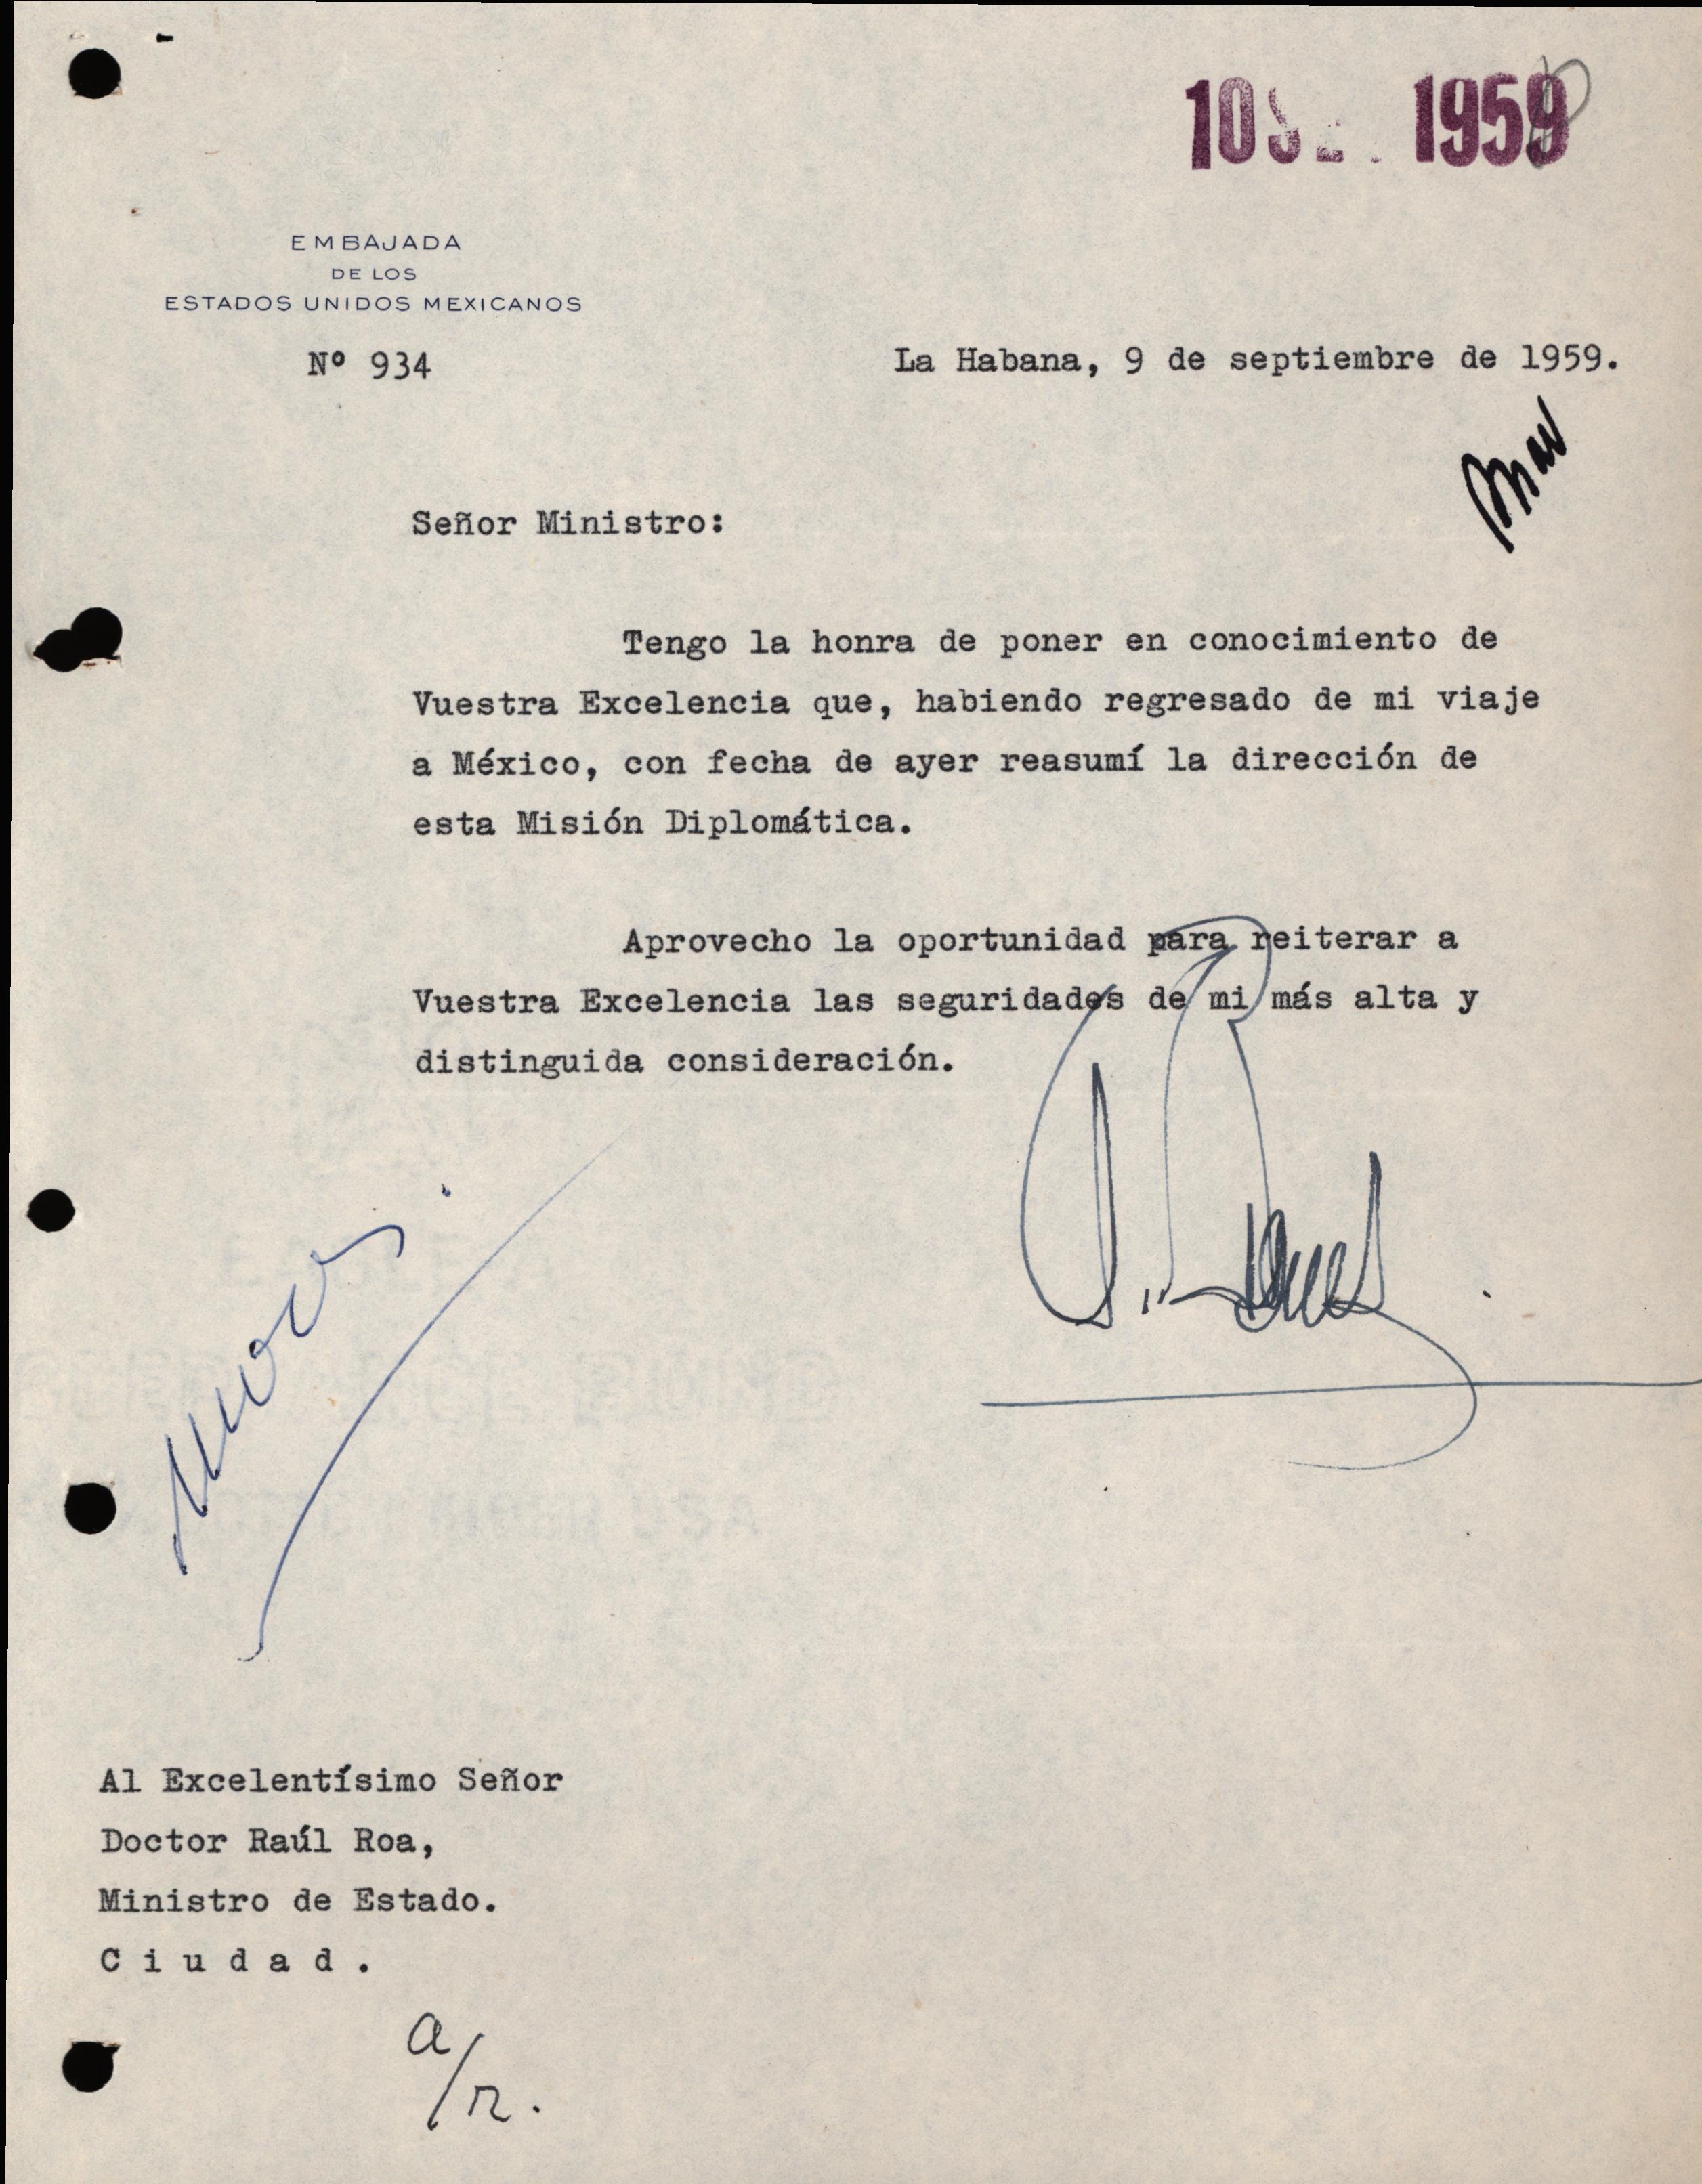 10 1959
EMBAJADA
DE LOS
ESTADOS UNIDOS MEXICANOS
Nº 934
La Habana, 9 de septiembre de 1959.
Señor Ministro:
Tengo la honra de poner en conocimiento de
Vuestra Excelencia que, habiendo regresado de mi viaje
a México, con fecha de ayer reasumí la dirección de
esta Misión Diplomática.
Aprovecho la oportunidad para reiterar a
Vuestra Excelencia las seguridades de mi más alta y
distinguida consideración.
Al Excelentísimo Señor
Doctor Raúl Roa,
Ministro de Estado.
C i u d a d .
a/r.